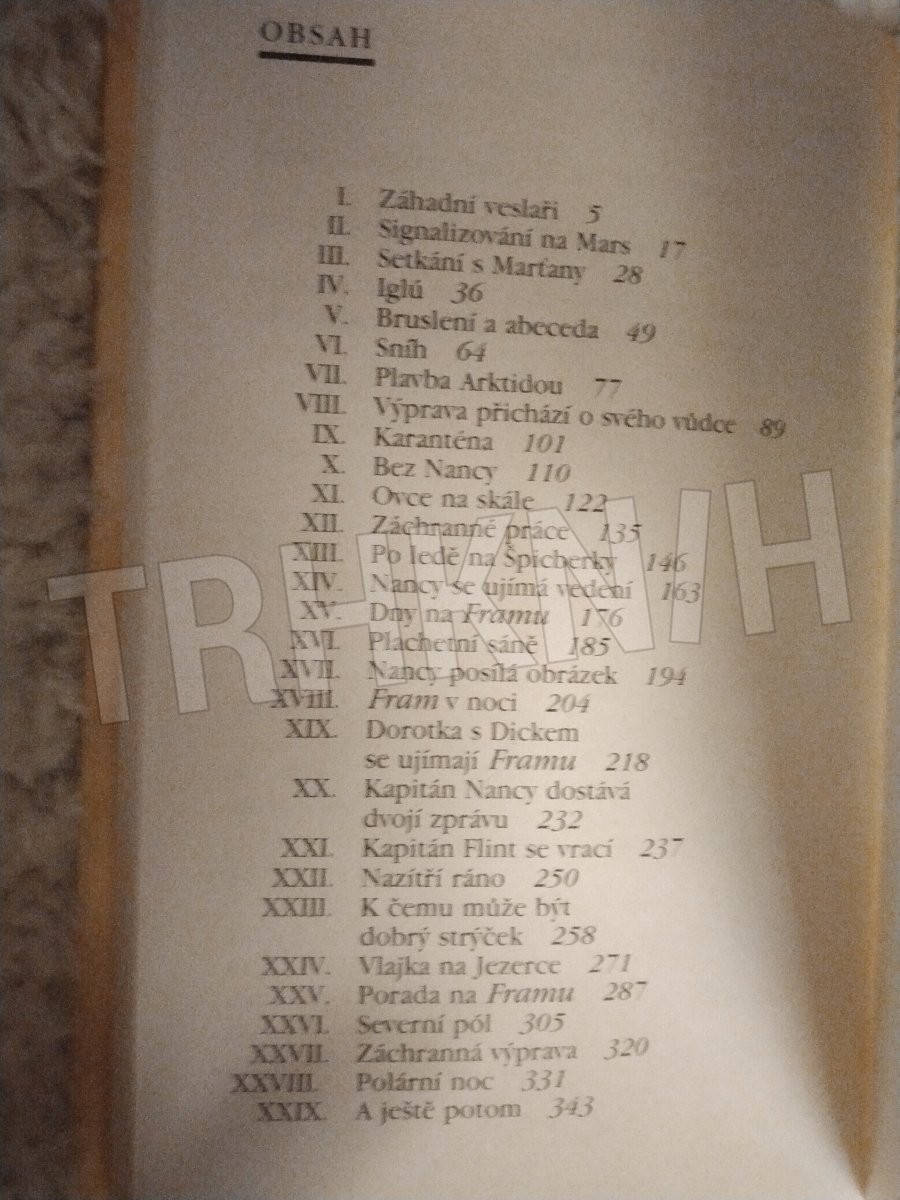 OBSAH
I. Záhadní veslaři 5
II. Signalizování na Mars 17
III. Setkání s Marťany 28
IV. Iglú 36
V. Bruslení a abeceda 49
VI. Sníh 64
VII. Plavba Arktidou 77
VIII. Výprava přichází o svého vůdce 89
IX. Karanténa 101
X. Bez Nancy 110
XI. Ovce na skále 122
XII. Záchranné práce 135
XIII. Po ledě na Špicberky 146
XIV. Nancy se ujímá vedení 163
XV. Dny na Framu 176
XVI. Plachetní sáně 185
XVII. Nancy posílá obrázek 194
XVIII. Fram v noci 204
XIX. Dorotka s Dickem
se ujímají Framu 218
XX. Kapitán Nancy dostává
dvojí zprávu 232
XXI. Kapitán Flint se vrací 237
XXII. Nazítří ráno 250
XXIII. K čemu může být
dobrý strýček 258
XXIV. Vlajka na Jezerce 271
XXV. Porada na Framu 287
XXVI. Severní pól 305
XXVII. Záchranná výprava 320
XXVIII. Polární noc 331
XXIX. A ještě potom 343
TRH KNIH